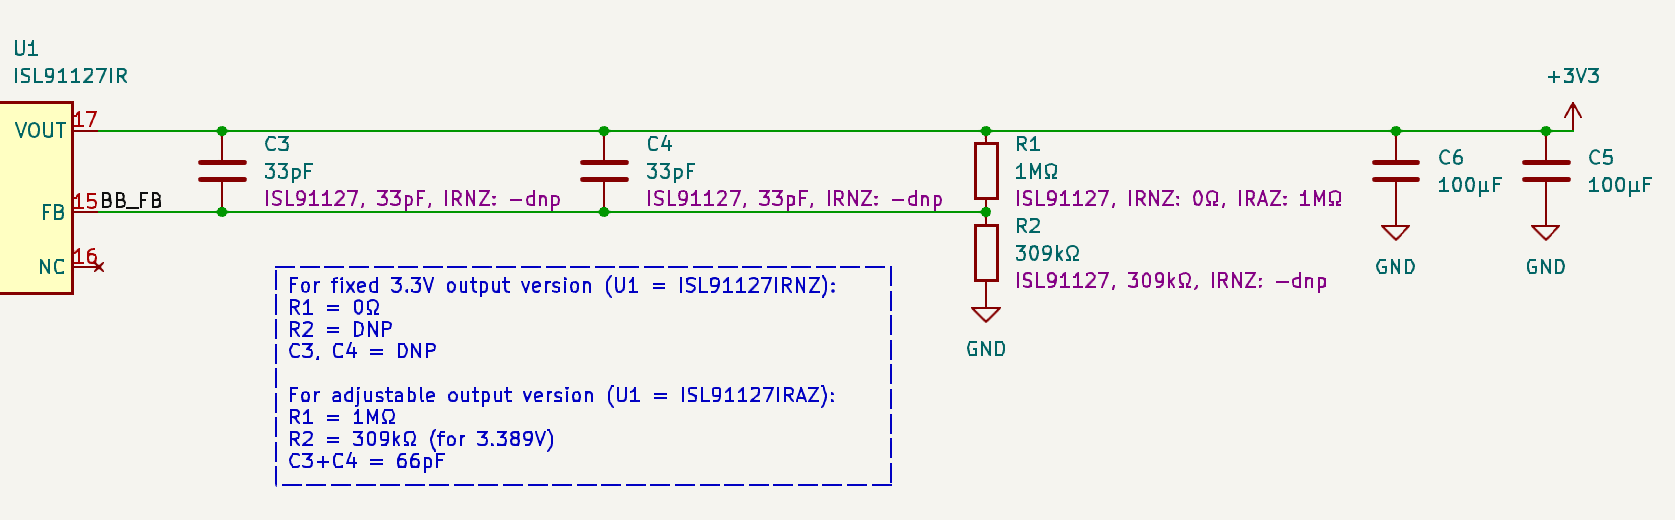 U1
ISL91127IR
+3V3
VOUT
17
C3
33pF
ISL91127, 33pF, IRNZ: -dnp
C4
33pF
ISL91127, 33pF, IRNZ: -dnp
R1
1MΩ
ISL91127, IRNZ: 0Ω, IRAZ: 1MΩ
C6
100µF
C5
100µF
FB
15
BB_FB
R2
309kΩ
ISL91127, 309kΩ, IRNZ: -dnp
NC
16
GND
GND
GND
For fixed 3.3V output version (U1 = ISL91127IRNZ):
R1 = 0Ω
R2 = DNP
C3, C4 = DNP
For adjustable output version (U1 = ISL91127IRAZ):
R1 = 1MΩ
R2 = 309kΩ (for 3.389V)
C3+C4 = 66pF